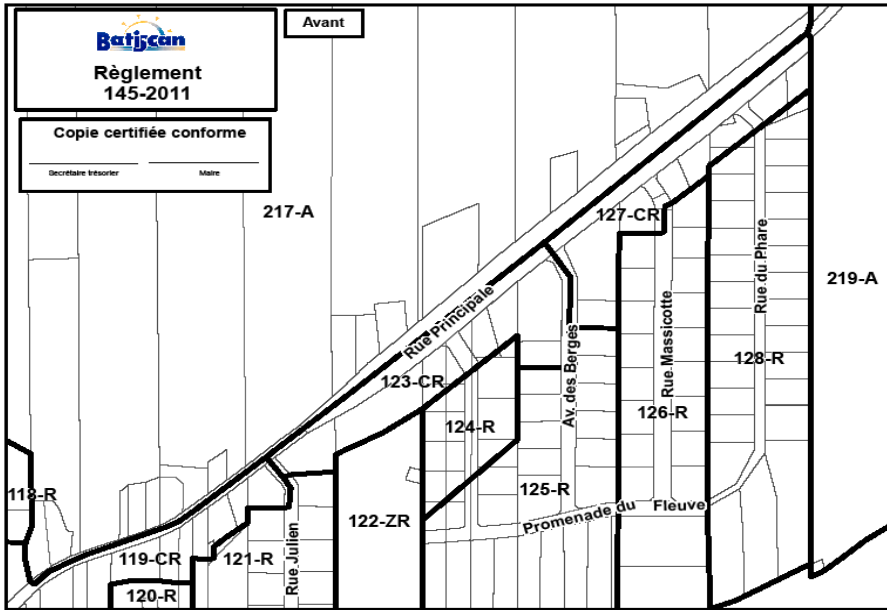 Batiscan
Avant
Règlement
145-2011
Copie certifiée conforme
Secrétaire trésorier
Maire
217-A
127-CR
219-A
Rue du Phare
Rue Principale
Rue Massicotte
Av. des Berges
123-CR
128-R
126-R
124-R
125-R
118-R
122-ZR
Promenade du Fleuve
119-CR
121-R
Rue Julien
120-R